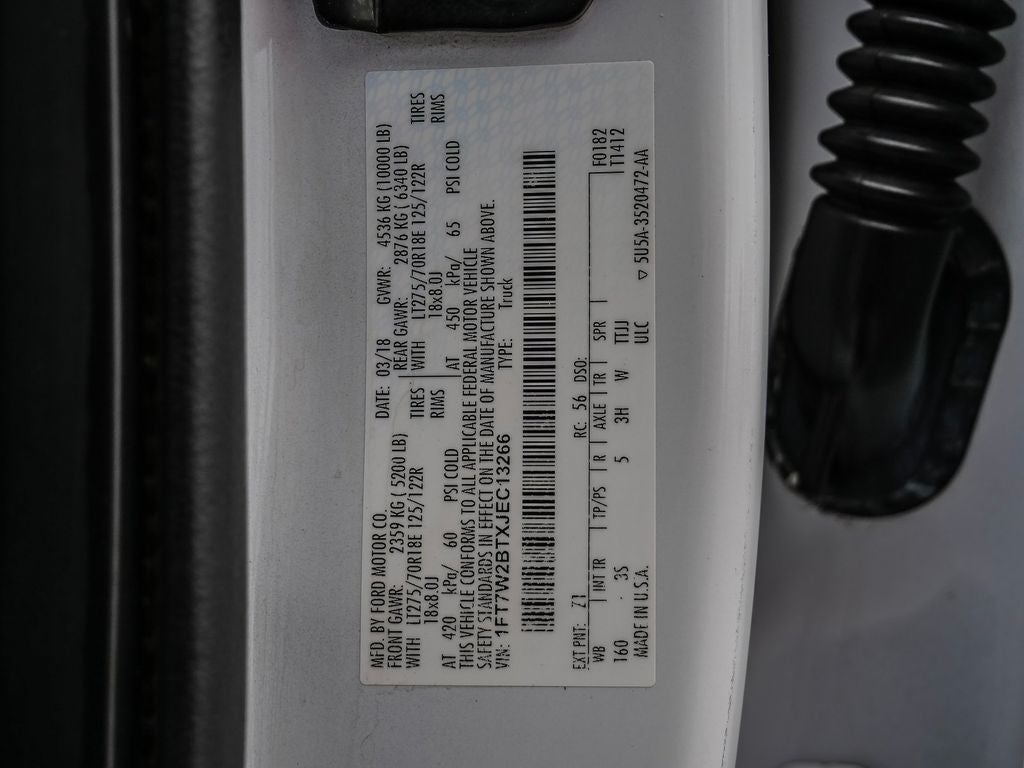 MFD. BY FORD MOTOR CO. DATE: 03/18 GVWR: 4536 KG (10000 LB)
FRONT GAWR: 2359 KG ( 5200 LB) REAR GAWR: 2876 KG ( 6340 LB)
WITH LT275/70R18E 125/122R TIRES WITH LT275/70R18E 125/122R TIRES
18x8.0J RIMS 18x8.0J RIMS
AT 420 kPa/ 60 PSI COLD AT 450 kPa/ 65 PSI COLD
THIS VEHICLE CONFORMS TO ALL APPLICABLE FEDERAL MOTOR VEHICLE
SAFETY STANDARDS IN EFFECT ON THE DATE OF MANUFACTURE SHOWN ABOVE.
VIN: 1FT7W2BTXJEC13266 TYPE: Truck
EXT PNT: Z1 RC: 56 DSO: F0182
WB INT TR TP/PS R AXLE TR SPR T1412
160 3S 5 3H W TTJJ
MADE IN U.S.A. ULC ▽ 5U5A-3520472-AA